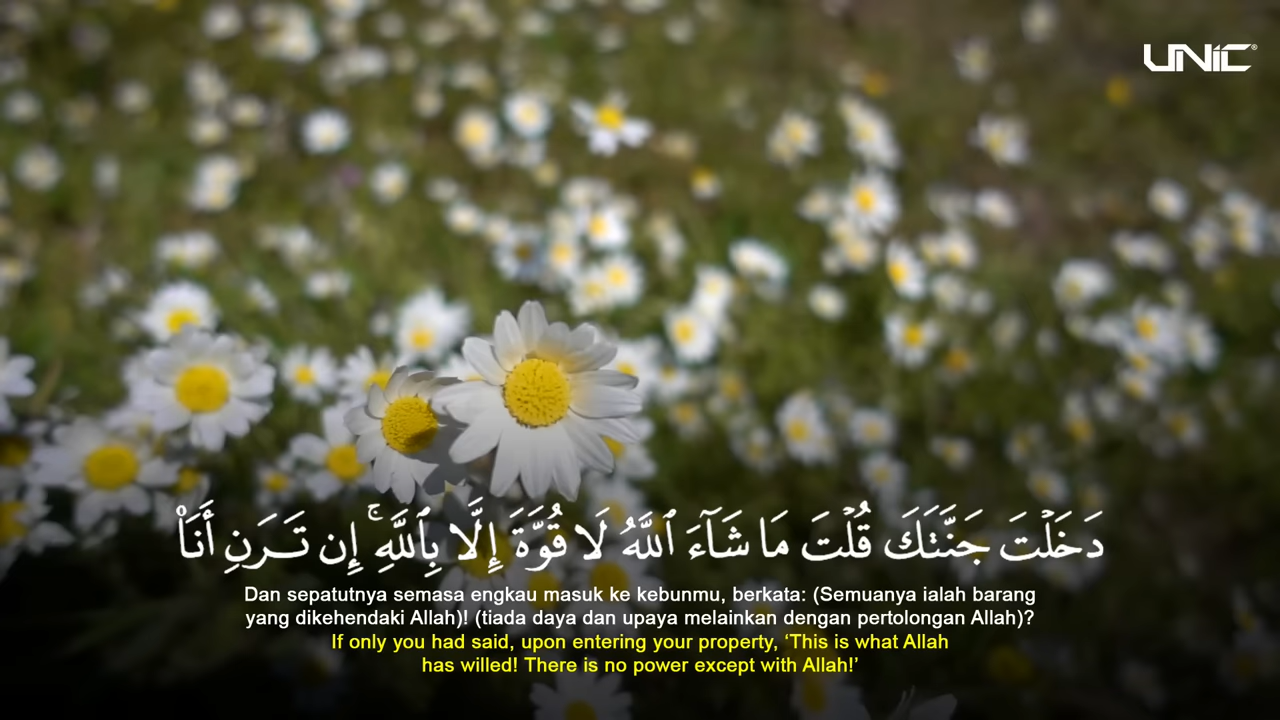 UNIC®
دَخَلْتَ جَنَّتَكَ قُلْتَ مَا شَآءَ ٱللَّهُ لَا قُوَّةَ إِلَّا بِٱللَّهِ ۚ إِن تَـرَنِ أَنَا۠
Dan sepatutnya semasa engkau masuk ke kebunmu, berkata: (Semuanya ialah barang
yang dikehendaki Allah)! (tiada daya dan upaya melainkan dengan pertolongan Allah)?
If only you had said, upon entering your property, ‘This is what Allah
has willed! There is no power except with Allah!’